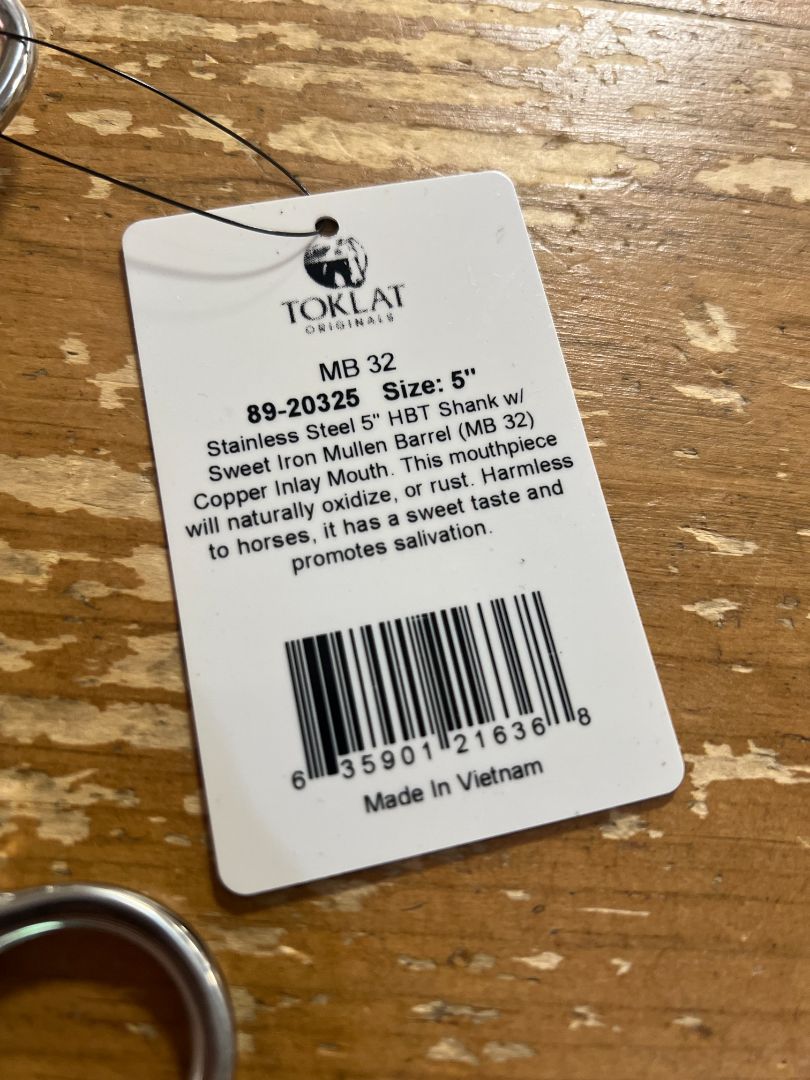 TOKLAT
ORIGINALS
MB 32
89-20325 Size: 5"
Stainless Steel 5" HBT Shank w/
Sweet Iron Mullen Barrel (MB 32)
Copper Inlay Mouth. This mouthpiece
will naturally oxidize, or rust. Harmless
to horses, it has a sweet taste and
promotes salivation.
6 35901 21636 8
Made In Vietnam